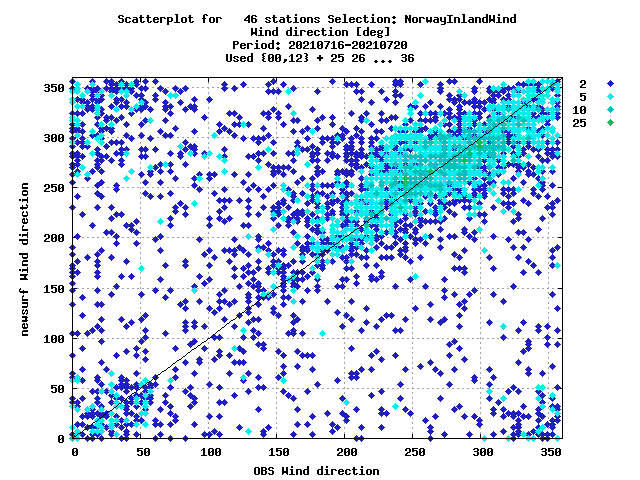 Scatterplot for   46 stations Selection: NorwayInlandWind
Wind direction [deg]
Period: 20210716-20210720
Used {00,12} + 25 26 ... 36
2
5
10
25
350
300
250
200
150
100
50
0
newsurf Wind direction
0 50 100 150 200 250 300 350
OBS Wind direction